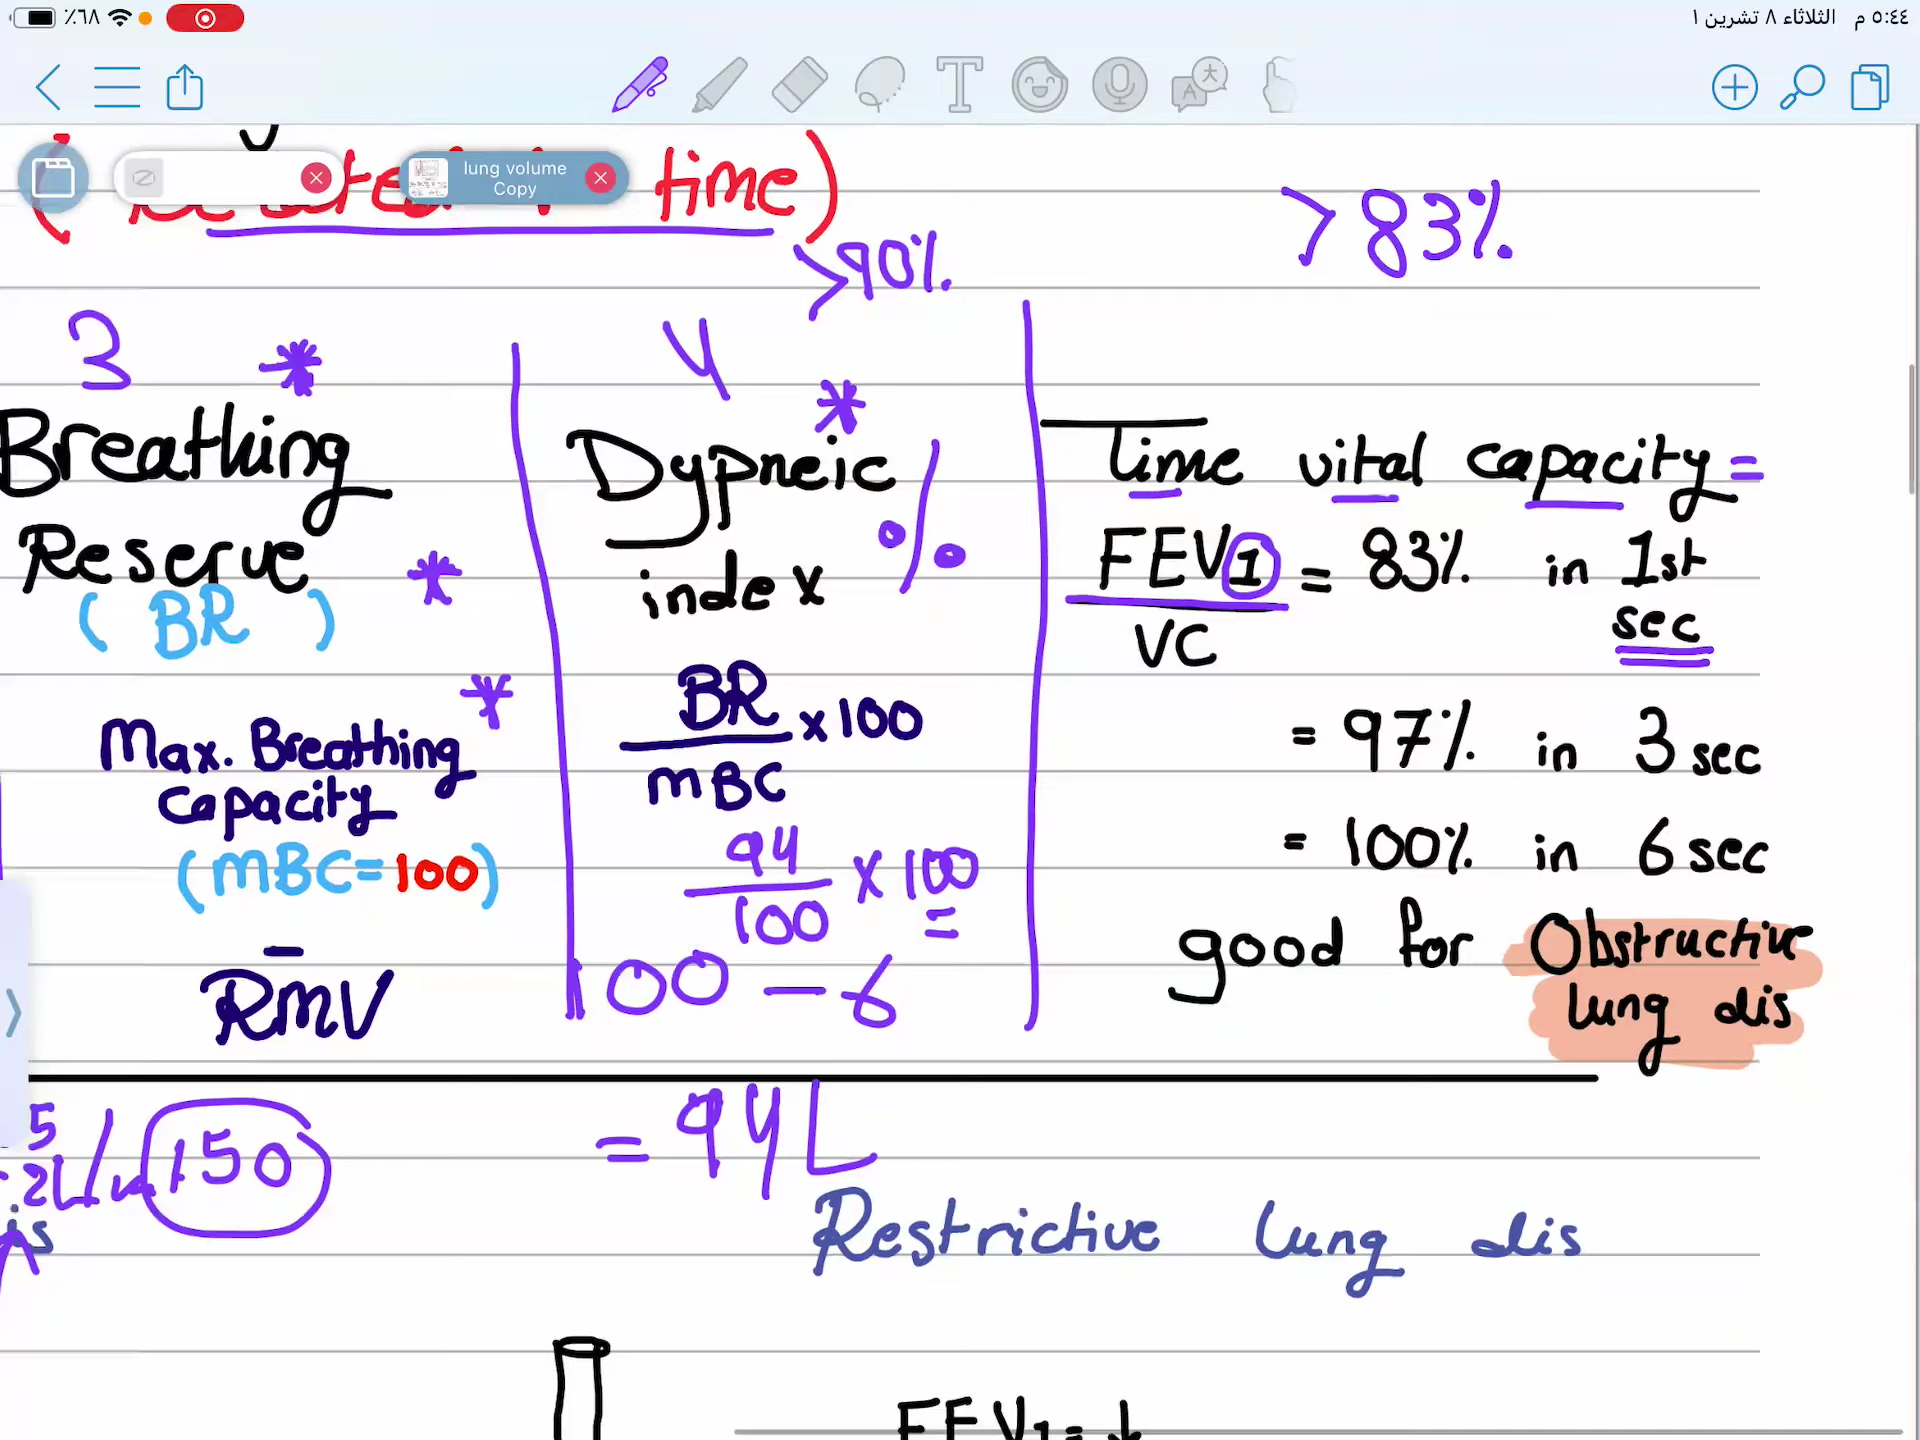 ٪٦٨
٥:٤٤ م الثلاثاء ٨ تشرين ١
lung volume
Copy
time)
>90%
>83%
3 *
Breathing
Reserve *
(BR)
*
Max. Breathing
capacity
(mBC=100)
-
RMV
4
*
Dypneic
index %
BR/mBC x100
94/100 x 100
=
100 - 6
= 94 L
Time vital capacity =
FEV1/VC = 83% in 1st
sec
= 97% in 3 sec
= 100% in 6 sec
good for Obstructive
lung dis
5
150
Restrictive lung dis
FEV1=↓